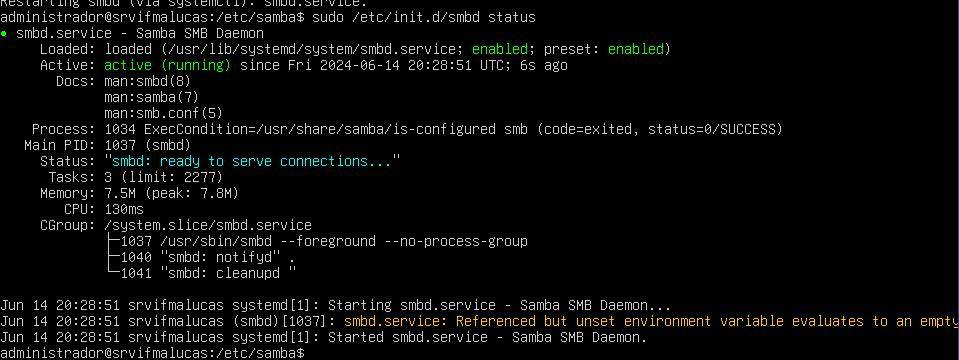 Restarting smbd (via systemctl): smbd.service.
administrador@srvifmalucas:/etc/samba$ sudo /etc/init.d/smbd status
● smbd.service - Samba SMB Daemon
     Loaded: loaded (/usr/lib/systemd/system/smbd.service; enabled; preset: enabled)
     Active: active (running) since Fri 2024-06-14 20:28:51 UTC; 6s ago
       Docs: man:smbd(8)
             man:samba(7)
             man:smb.conf(5)
    Process: 1034 ExecCondition=/usr/share/samba/is-configured smb (code=exited, status=0/SUCCESS)
   Main PID: 1037 (smbd)
     Status: "smbd: ready to serve connections..."
      Tasks: 3 (limit: 2277)
     Memory: 7.5M (peak: 7.8M)
        CPU: 130ms
     CGroup: /system.slice/smbd.service
             ├─1037 /usr/sbin/smbd --foreground --no-process-group
             ├─1040 "smbd: notifyd" .
             └─1041 "smbd: cleanupd "
Jun 14 20:28:51 srvifmalucas systemd[1]: Starting smbd.service - Samba SMB Daemon...
Jun 14 20:28:51 srvifmalucas (smbd)[1037]: smbd.service: Referenced but unset environment variable evaluates to an empty
Jun 14 20:28:51 srvifmalucas systemd[1]: Started smbd.service - Samba SMB Daemon.
administrador@srvifmalucas:/etc/samba$